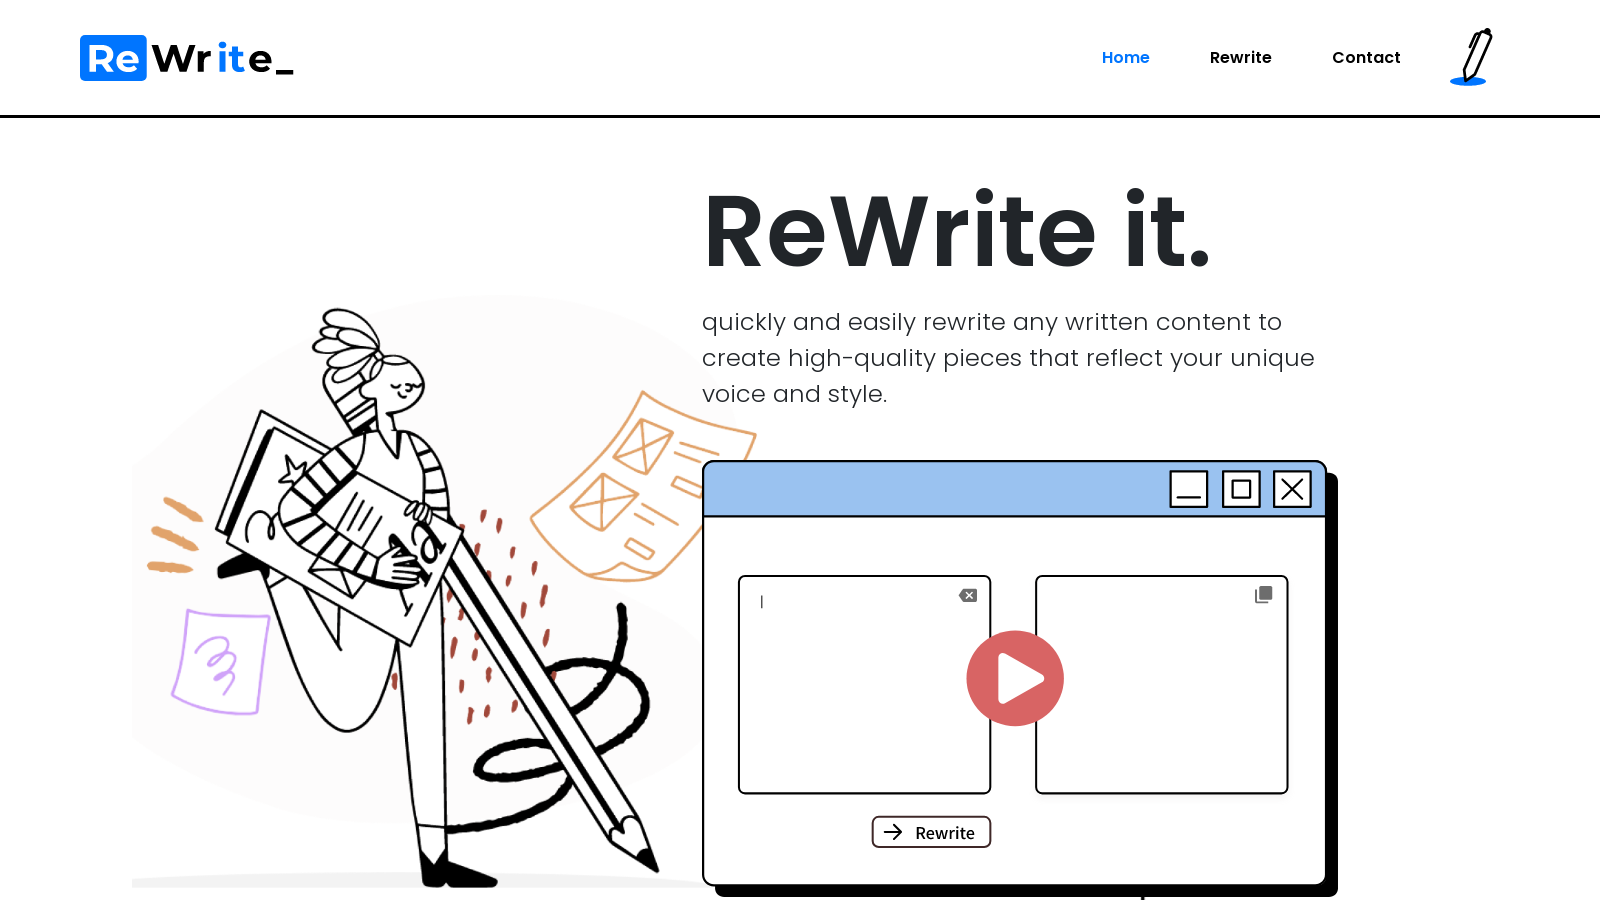 ReWrite_
Home
Rewrite
Contact
ReWrite it.
quickly and easily rewrite any written content to
create high-quality pieces that reflect your unique
voice and style.
Rewrite